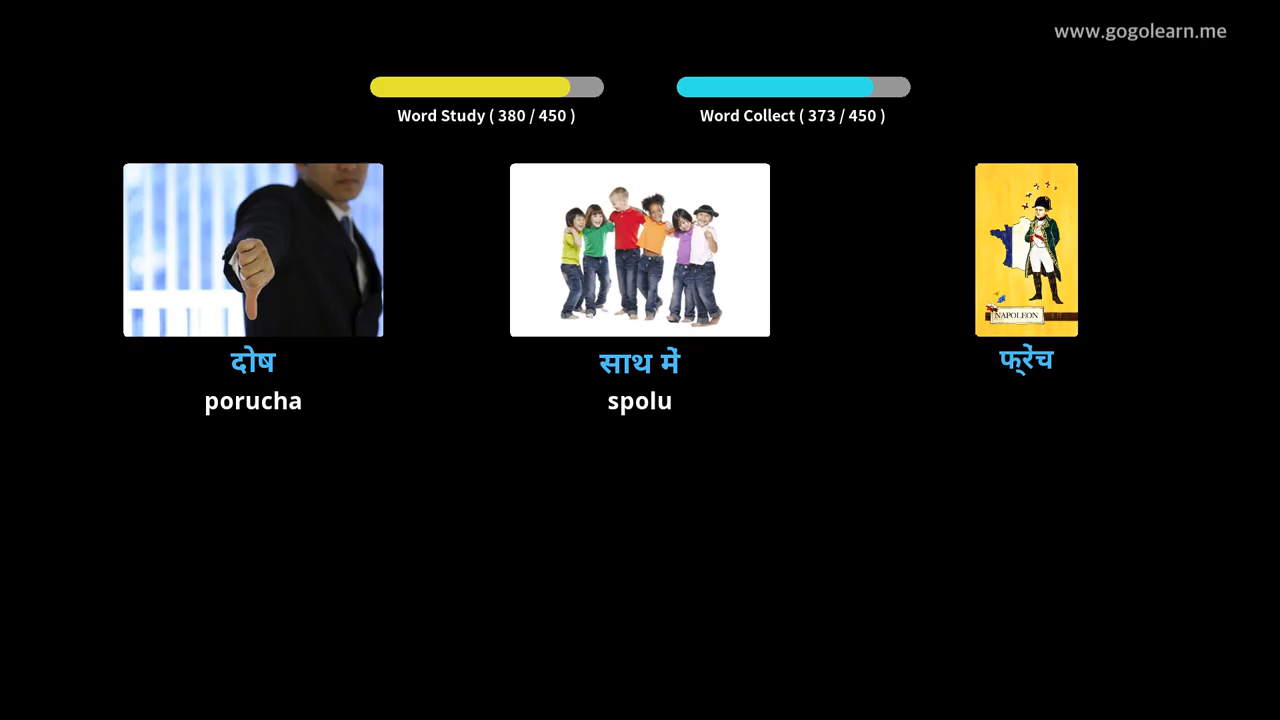 www.gogolearn.me
Word Study ( 380 / 450 )
Word Collect ( 373 / 450 )
NAPOLEON
दोष
साथ में
फ्रेंच
porucha
spolu